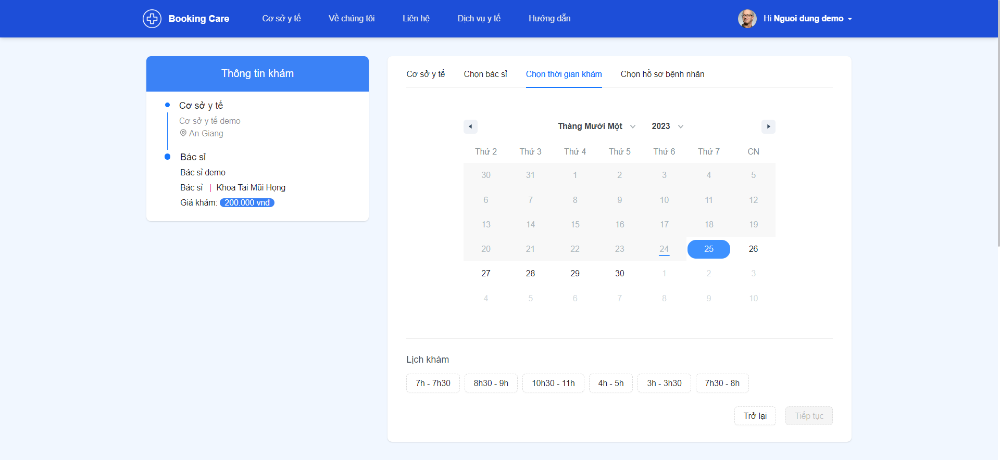 Booking Care Cơ sở y tế Về chúng tôi Liên hệ Dịch vụ y tế Hướng dẫn Hi Nguoi dung demo
Thông tin khám
Cơ sở y tế
Cơ sở y tế demo
An Giang
Bác sỉ
Bác sỉ demo
Bác sỉ | Khoa Tai Mũi Họng
Giá khám: 200.000 vnđ
Cơ sở y tế Chọn bác sỉ Chọn thời gian khám Chọn hồ sơ bệnh nhân
Tháng Mười Một 2023
Thứ 2 Thứ 3 Thứ 4 Thứ 5 Thứ 6 Thứ 7 CN
30 31 1 2 3 4 5
6 7 8 9 10 11 12
13 14 15 16 17 18 19
20 21 22 23 24 25 26
27 28 29 30 1 2 3
4 5 6 7 8 9 10
Lịch khám
7h - 7h30 8h30 - 9h 10h30 - 11h 4h - 5h 3h - 3h30 7h30 - 8h
Trở lại Tiếp tục